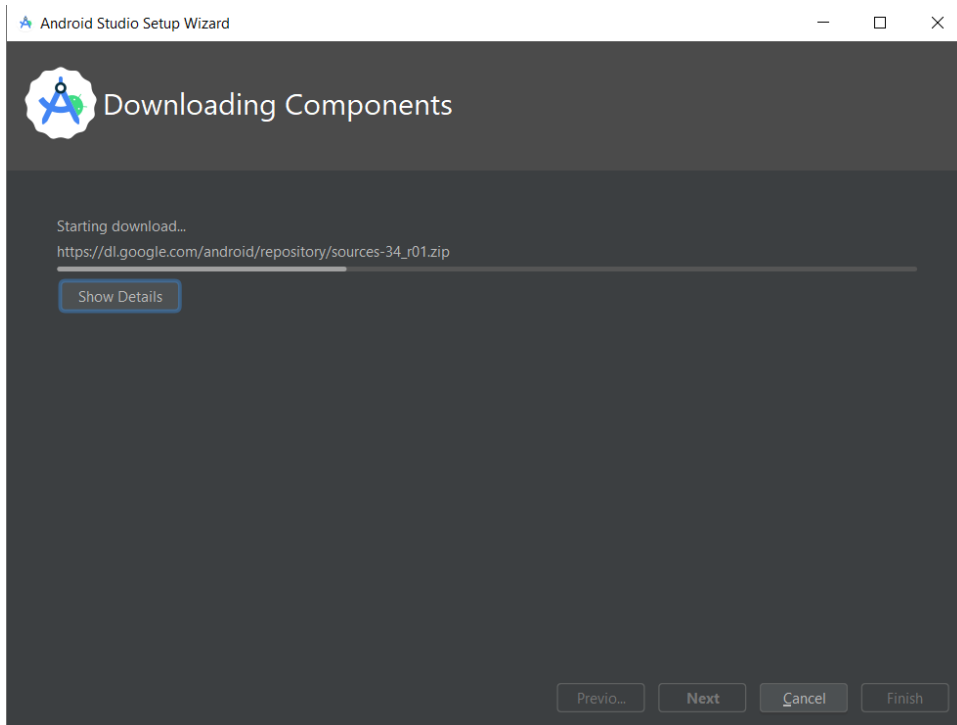 Android Studio Setup Wizard
Downloading Components
Starting download...
https://dl.google.com/android/repository/sources-34_r01.zip
Show Details
Previo... Next Cancel Finish